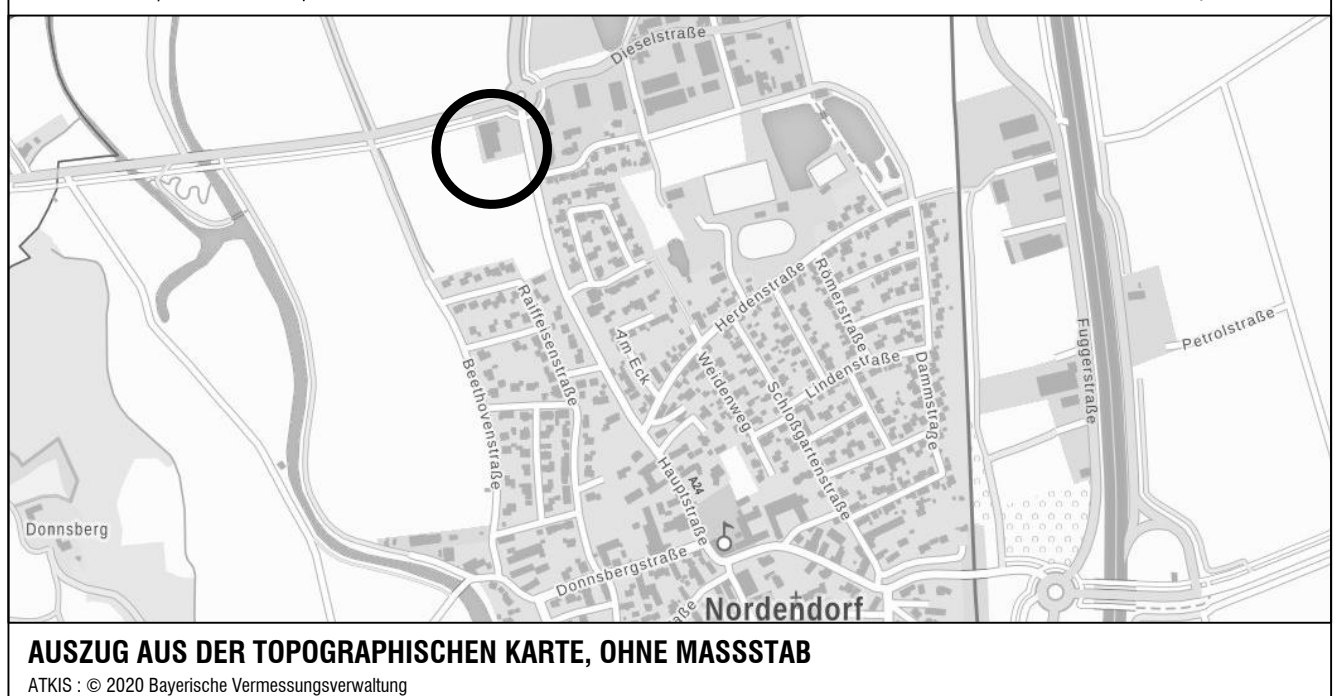 Dieselstraße
Raiffeisenstraße
Am Eck
Herdenstraße
Römerstraße
Weidenweg
Lindenstraße
Beethovenstraße
Schloßgartenstraße
Dammstraße
Fuggerstraße
Petrolstraße
Hauptstraße
A24
Donnsberg
Donnsbergstraße
aße
Nordendorf
AUSZUG AUS DER TOPOGRAPHISCHEN KARTE, OHNE MASSSTAB
ATKIS : © 2020 Bayerische Vermessungsverwaltung